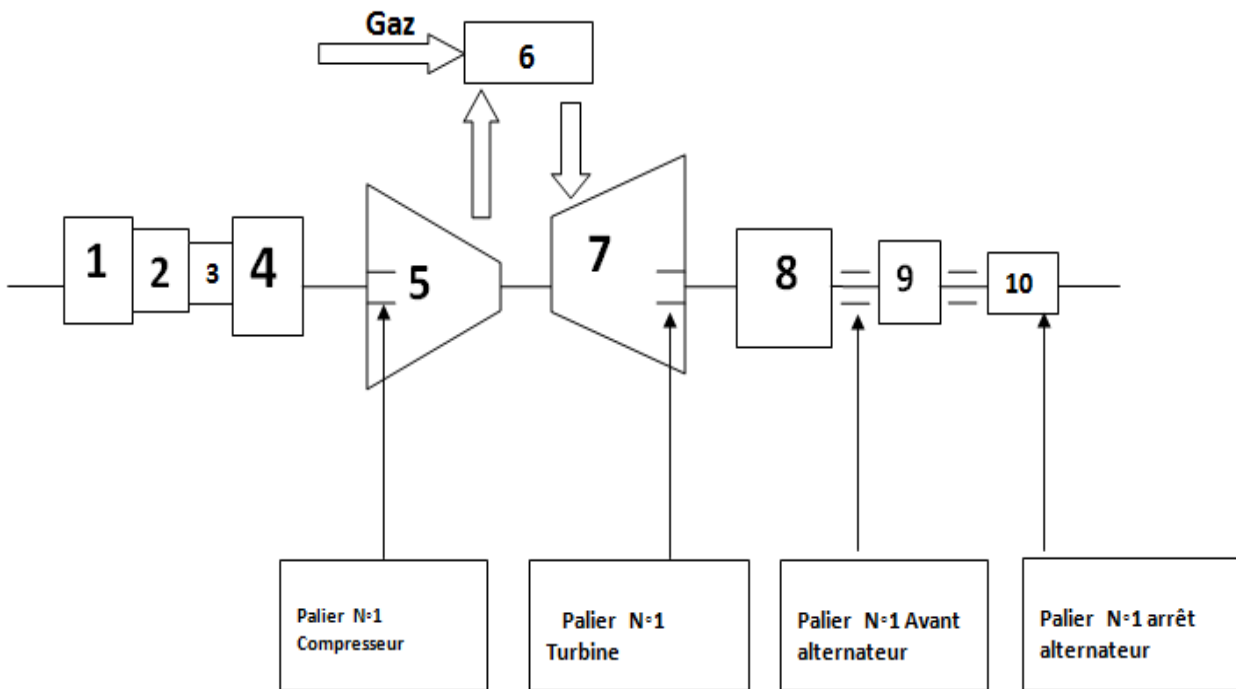 Gaz
6
1
2
3
4
5
7
8
9
10
Palier N°1
Compresseur
Palier N°1
Turbine
Palier N°1 Avant
alternateur
Palier N°1 arrêt
alternateur